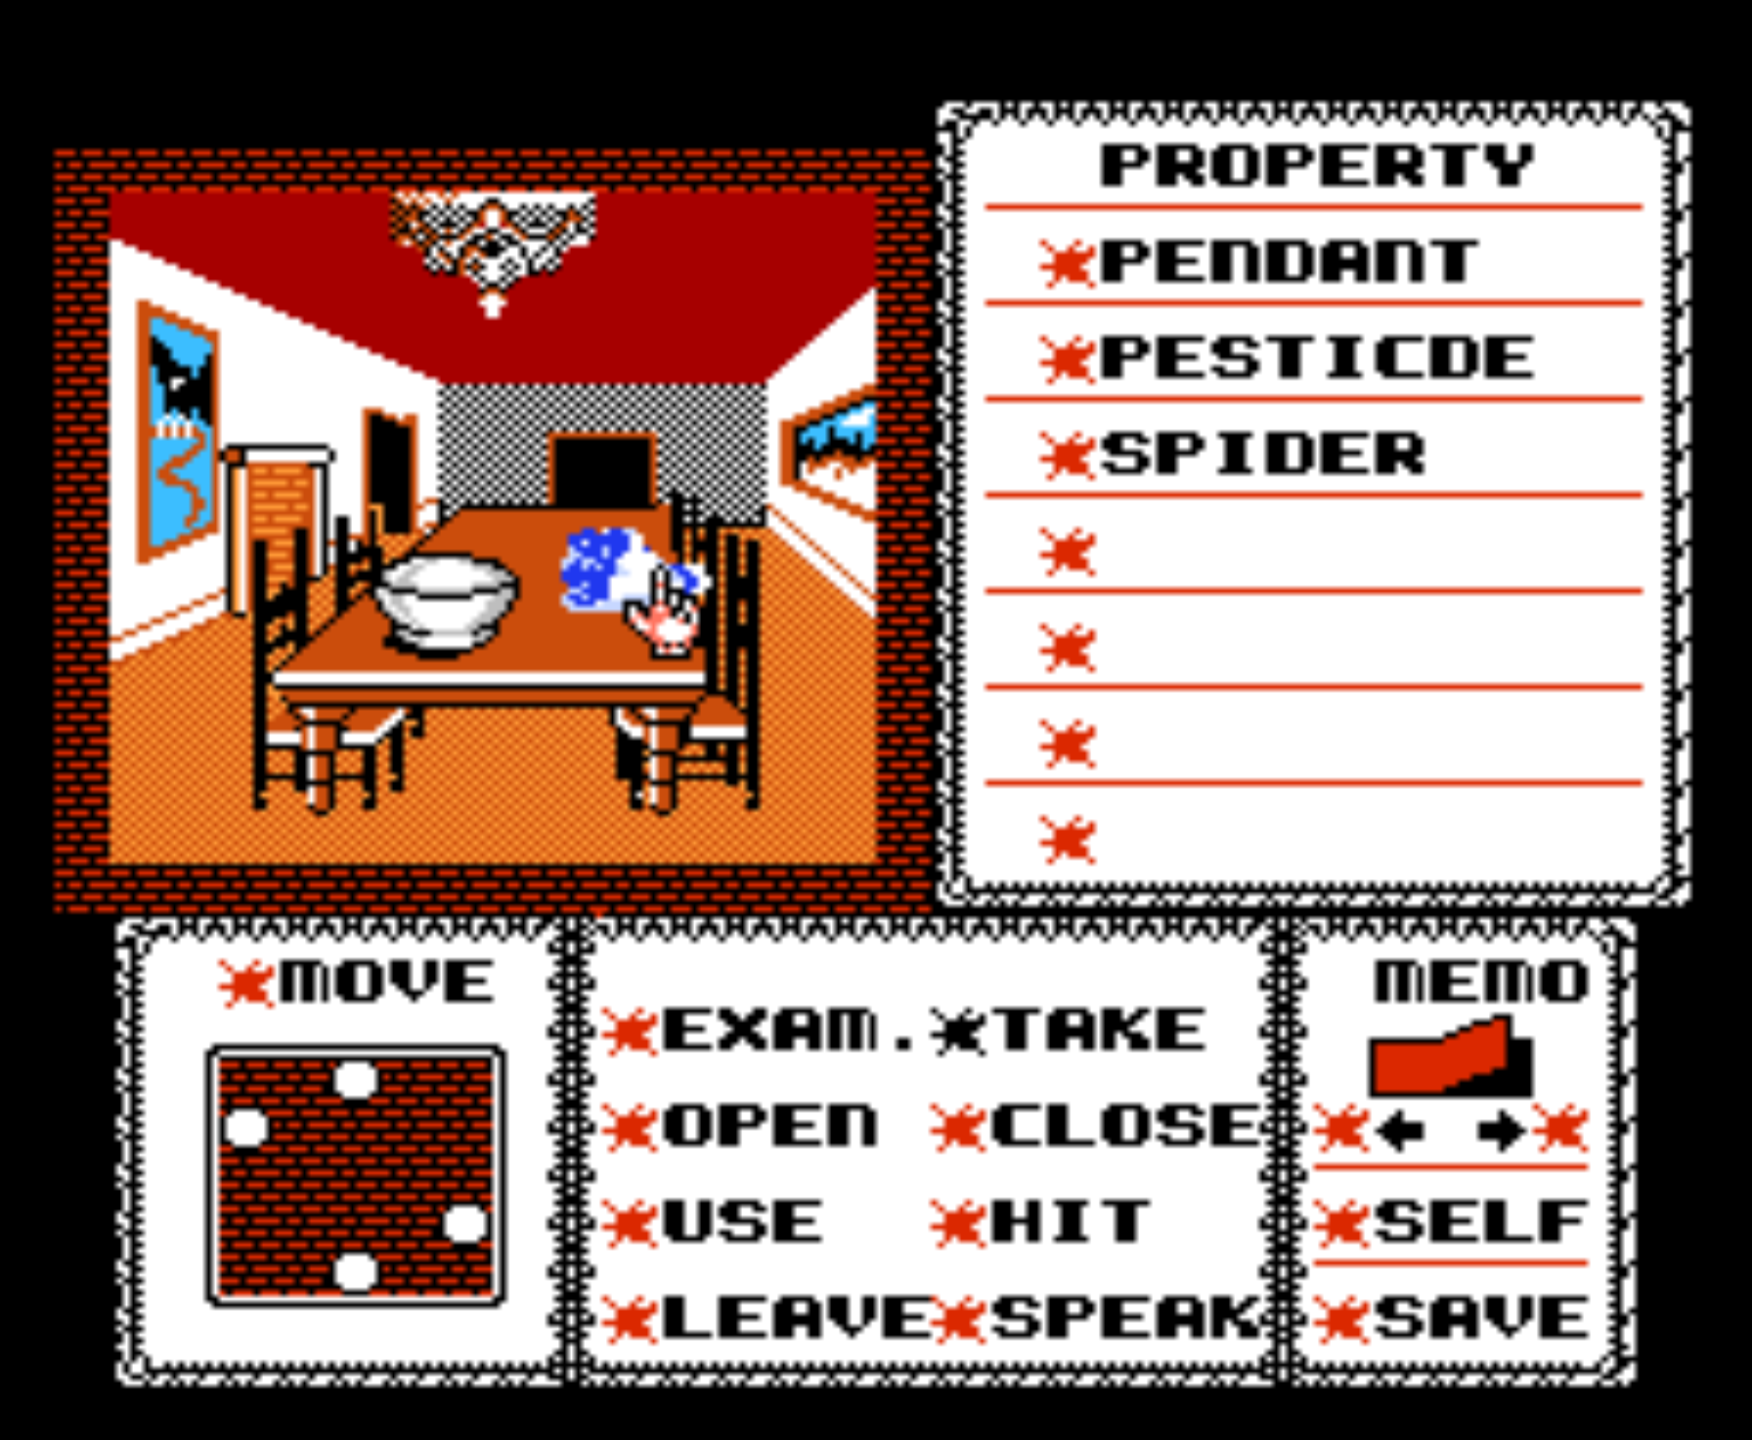 PROPERTY
PENDANT
PESTICDE
SPIDER
MOVE
EXAM. TAKE
OPEN CLOSE
USE HIT
LEAVE SPEAK
MEMO
SELF
SAVE